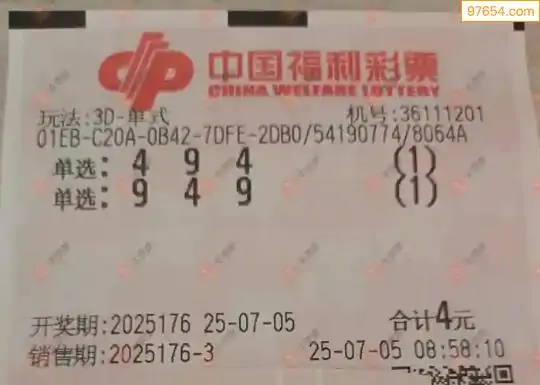 97654.com
中国福利彩票
CHINA WELFARE LOTTERY
玩法:3D-单式 机号:36111201
01EB-C20A-0B42-7DFE-2DB0/54190774/8064A
单选: 4 9 4 (1)
单选: 9 4 9 (1)
开奖期:2025176 25-07-05 合计4元
销售期:2025176-3 25-07-05 08:58:10